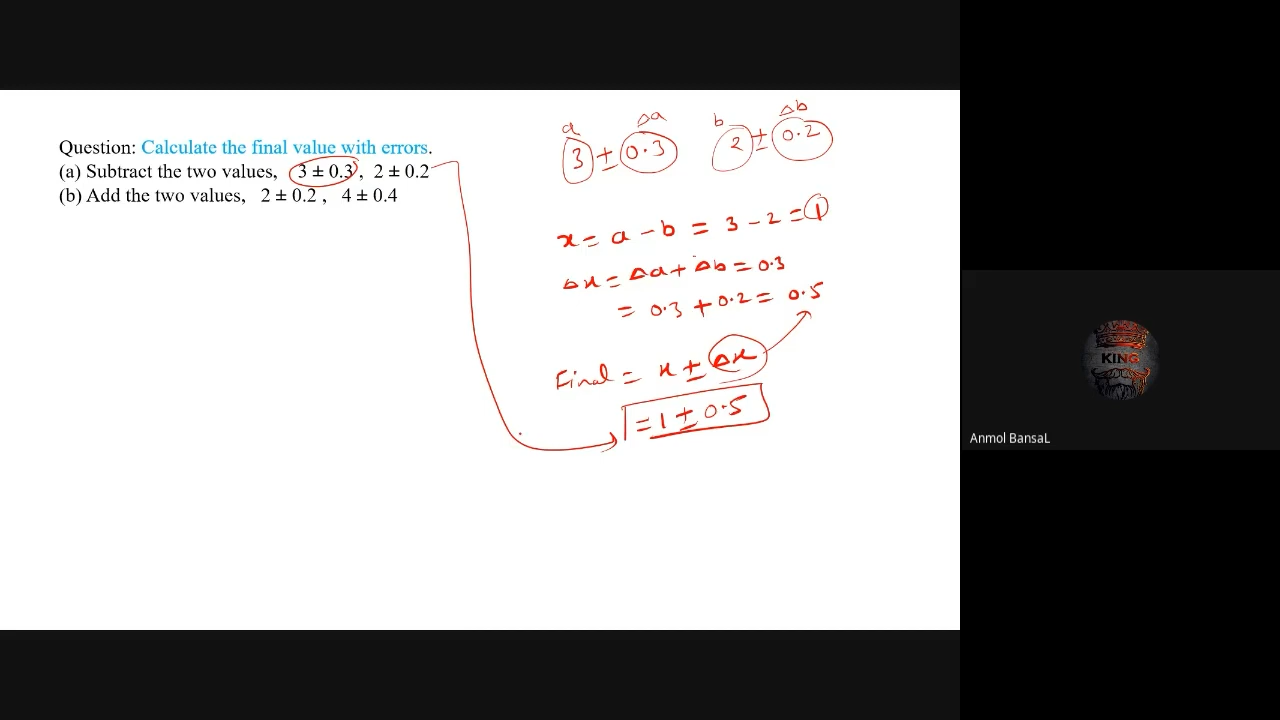 Question: Calculate the final value with errors.
(a) Subtract the two values, 3 ± 0.3 , 2 ± 0.2
(b) Add the two values, 2 ± 0.2 , 4 ± 0.4
a Δa b Δb
3 ± 0.3 2 ± 0.2
x = a - b = 3 - 2 = 1
Δx = Δa + Δb = 0.3
= 0.3 + 0.2 = 0.5
Final = x ± Δx
= 1 ± 0.5
KING
Anmol BansaL